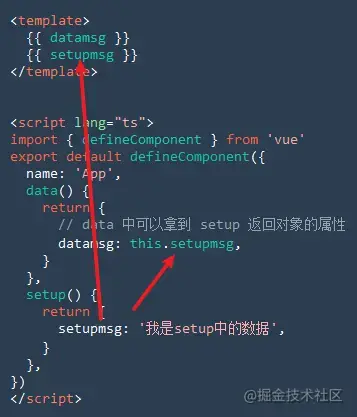 <template>
  {{ datamsg }}
  {{ setupmsg }}
</template>
<script lang="ts">
import { defineComponent } from 'vue'
export default defineComponent({
  name: 'App',
  data() {
    return {
      // data 中可以拿到 setup 返回对象的属性
      datamsg: this.setupmsg,
    }
  },
  setup() {
    return {
      setupmsg: '我是setup中的数据',
    }
  },
})
</script>
@掘金技术社区